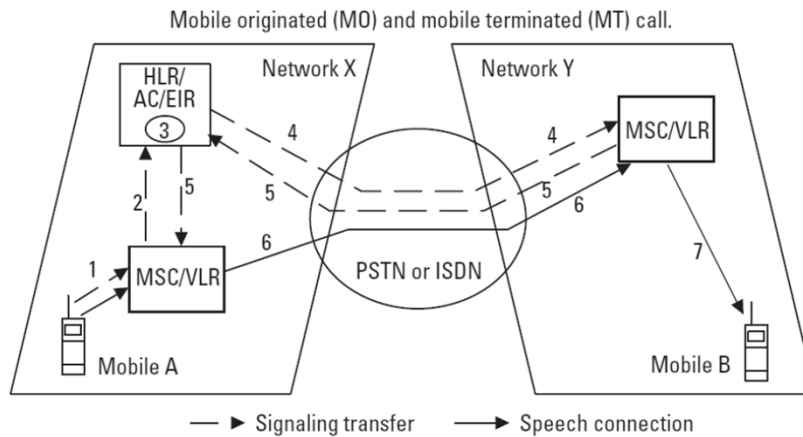 Mobile originated (MO) and mobile terminated (MT) call.
Network X
Network Y
HLR/
AC/EIR
3
4
4
MSC/VLR
5
5
5
2
6
6
1
MSC/VLR
PSTN or ISDN
7
Mobile A
Mobile B
Signaling transfer
Speech connection